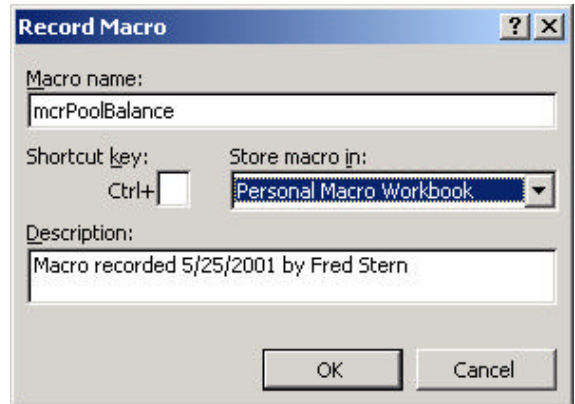 Record Macro
Macro name:
mcrPoolBalance
Shortcut key: Store macro in:
Ctrl+ Personal Macro Workbook
Description:
Macro recorded 5/25/2001 by Fred Stern
OK Cancel